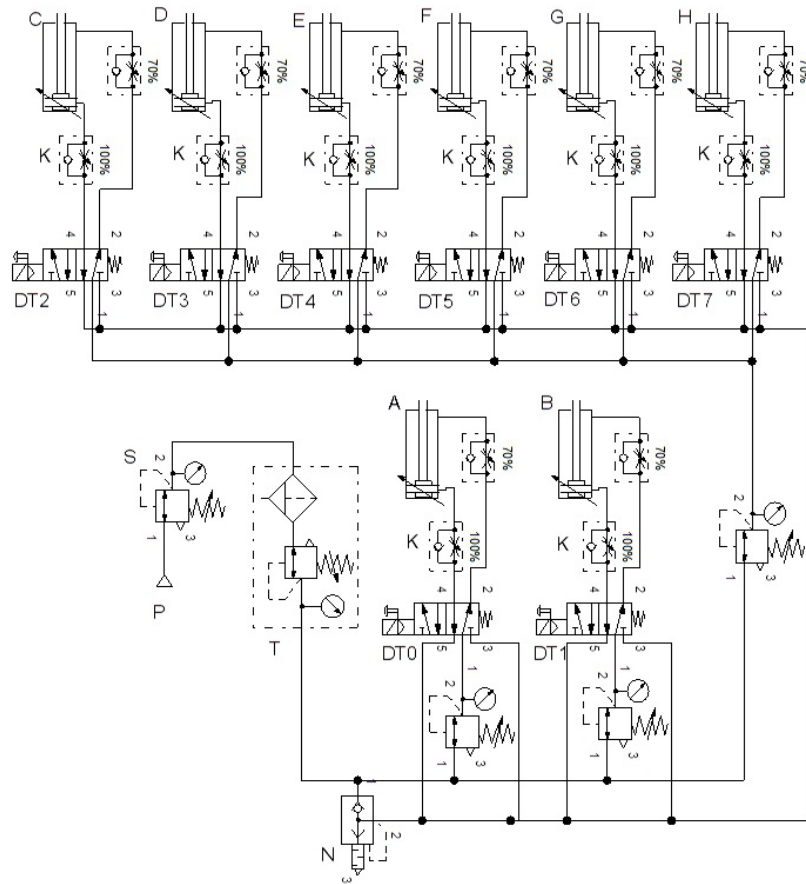 C D E F G H
70% 70% 70% 70% 70% 70%
K K K K K K
100% 100% 100% 100% 100% 100%
4 2 4 2 4 2 4 2 4 2 4 2
5 3 5 3 5 3 5 3 5 3 5 3
DT2 DT3 DT4 DT5 DT6 DT7
1 1 1 1 1 1
A B
S 2 70% 70%
2
1 3 K 100% K 100% 1 3
P 4 2 4 2
T DT0 5 3 DT1 5 3
1 1
2 2
1 3 1 3
1
2
N
3